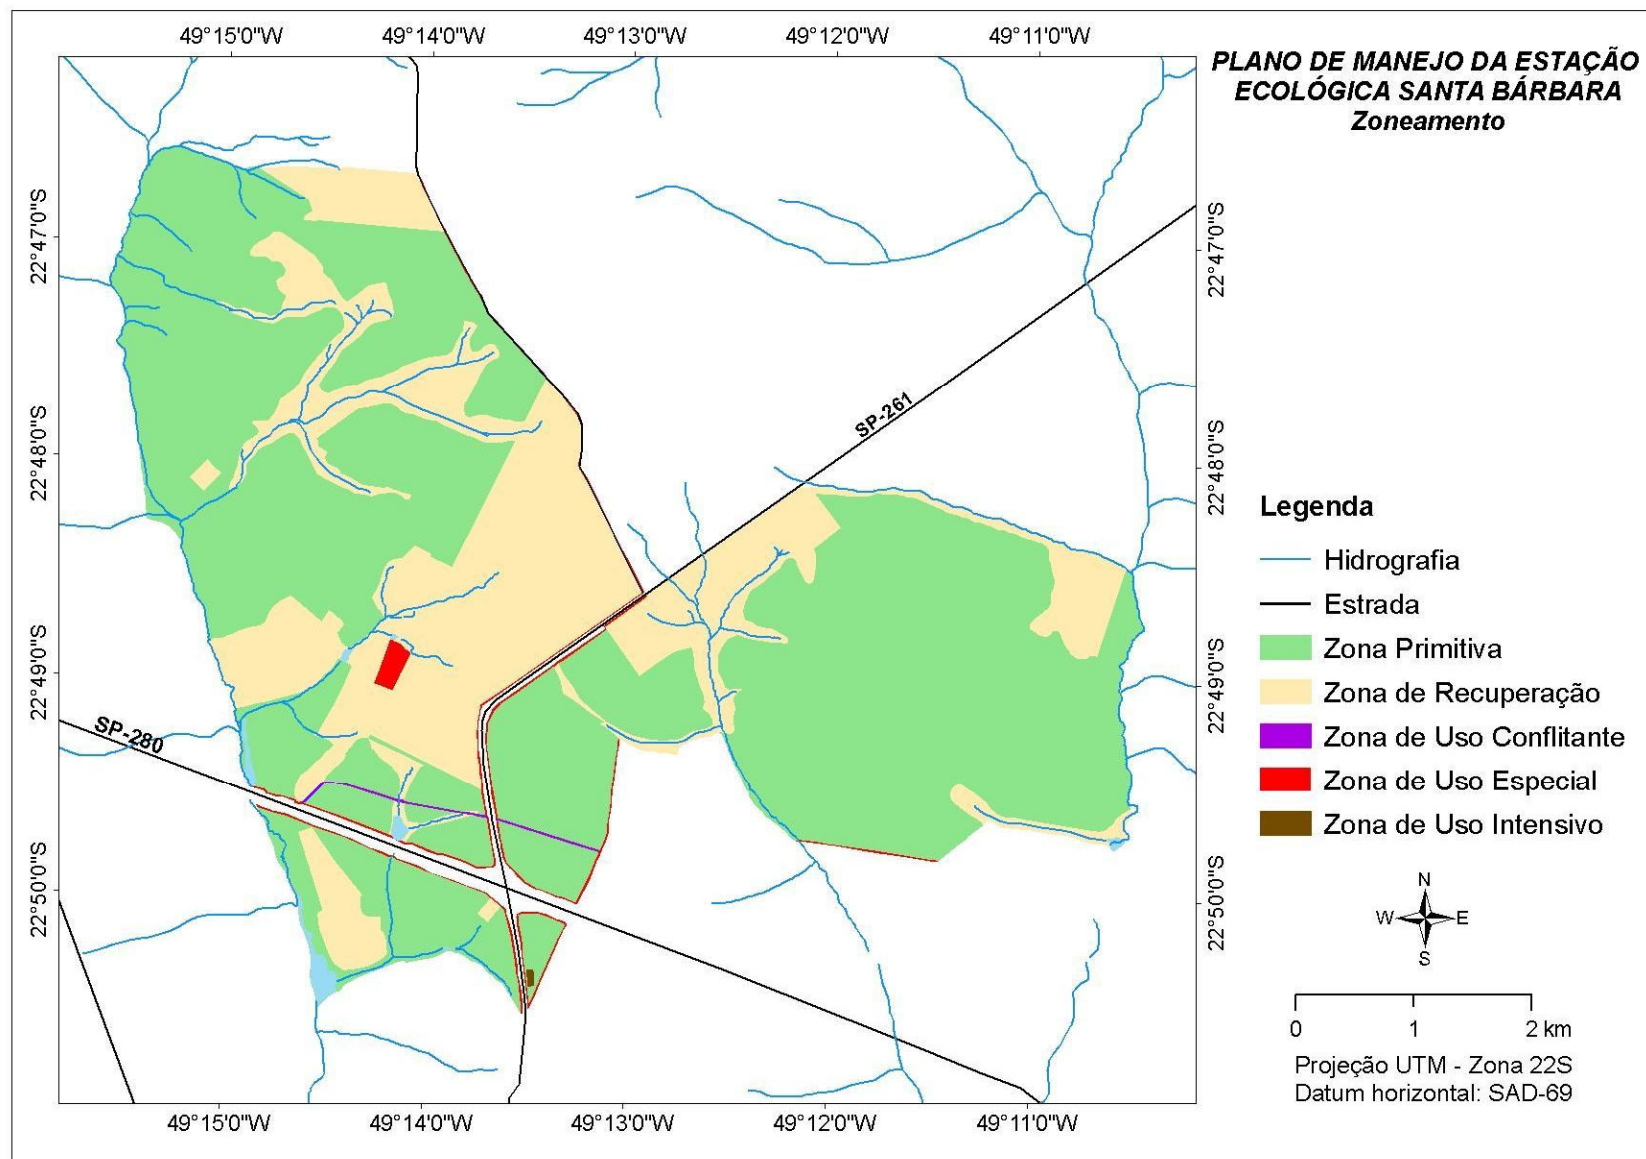 49°15'0"W 49°14'0"W 49°13'0"W 49°12'0"W 49°11'0"W
PLANO DE MANEJO DA ESTAÇÃO
ECOLÓGICA SANTA BÁRBARA
Zoneamento
22°47'0"S
22°48'0"S
22°49'0"S
22°50'0"S
22°47'0"S
22°48'0"S
22°49'0"S
22°50'0"S
SP-261
SP-280
Legenda
Hidrografia
Estrada
Zona Primitiva
Zona de Recuperação
Zona de Uso Conflitante
Zona de Uso Especial
Zona de Uso Intensivo
N
W E
S
0 1 2 km
Projeção UTM - Zona 22S
Datum horizontal: SAD-69
49°15'0"W 49°14'0"W 49°13'0"W 49°12'0"W 49°11'0"W